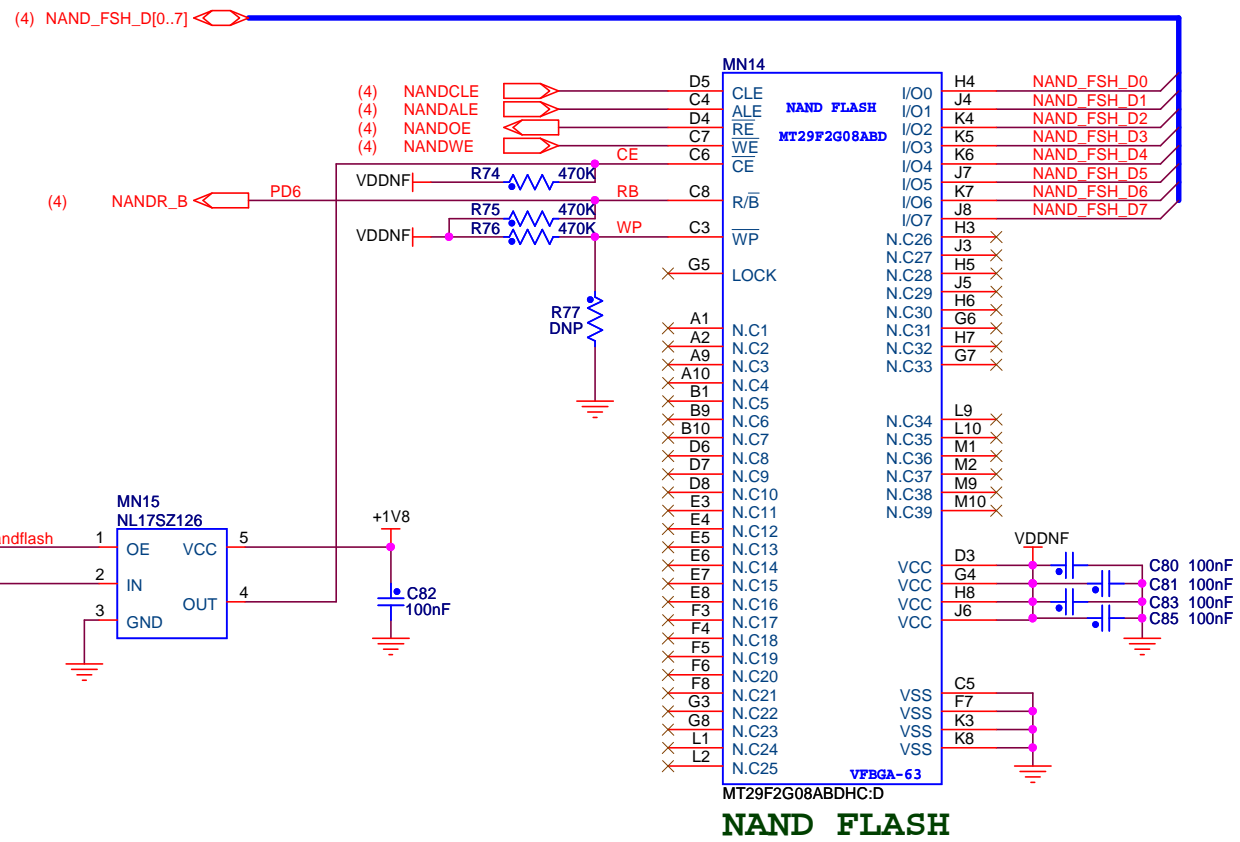 (4) NAND_FSH_D[0..7]
MN14
(4) NANDCLE D5 CLE
(4) NANDALE C4 ALE
(4) NANDOE D4 RE
(4) NANDWE C7 WE
CE C6 CE
NAND FLASH
MT29F2G08ABD
VDDNF R74 470K
(4) NANDR_B PD6 RB C8 R/B
R75 470K
VDDNF R76 470K WP C3 WP
G5 LOCK
R77
DNP
A1 N.C1
A2 N.C2
A9 N.C3
A10 N.C4
B1 N.C5
B9 N.C6
B10 N.C7
D6 N.C8
D7 N.C9
D8 N.C10
E3 N.C11
E4 N.C12
E5 N.C13
E6 N.C14
E7 N.C15
E8 N.C16
F3 N.C17
F4 N.C18
F5 N.C19
F6 N.C20
F8 N.C21
G3 N.C22
G8 N.C23
L1 N.C24
L2 N.C25
I/O0 H4 NAND_FSH_D0
I/O1 J4 NAND_FSH_D1
I/O2 K4 NAND_FSH_D2
I/O3 K5 NAND_FSH_D3
I/O4 K6 NAND_FSH_D4
I/O5 J7 NAND_FSH_D5
I/O6 K7 NAND_FSH_D6
I/O7 J8 NAND_FSH_D7
N.C26 H3
N.C27 J3
N.C28 H5
N.C29 J5
N.C30 H6
N.C31 G6
N.C32 H7
N.C33 G7
N.C34 L9
N.C35 L10
N.C36 M1
N.C37 M2
N.C38 M9
N.C39 M10
VDDNF
VCC D3 C80 100nF
VCC G4 C81 100nF
VCC H8 C83 100nF
VCC J6 C85 100nF
VSS C5
VSS F7
VSS K3
VSS K8
VFBGA-63
MT29F2G08ABDHC:D
NAND FLASH
MN15
NL17SZ126
andflash 1 OE VCC 5
2 IN
OUT 4
3 GND
+1V8
C82
100nF